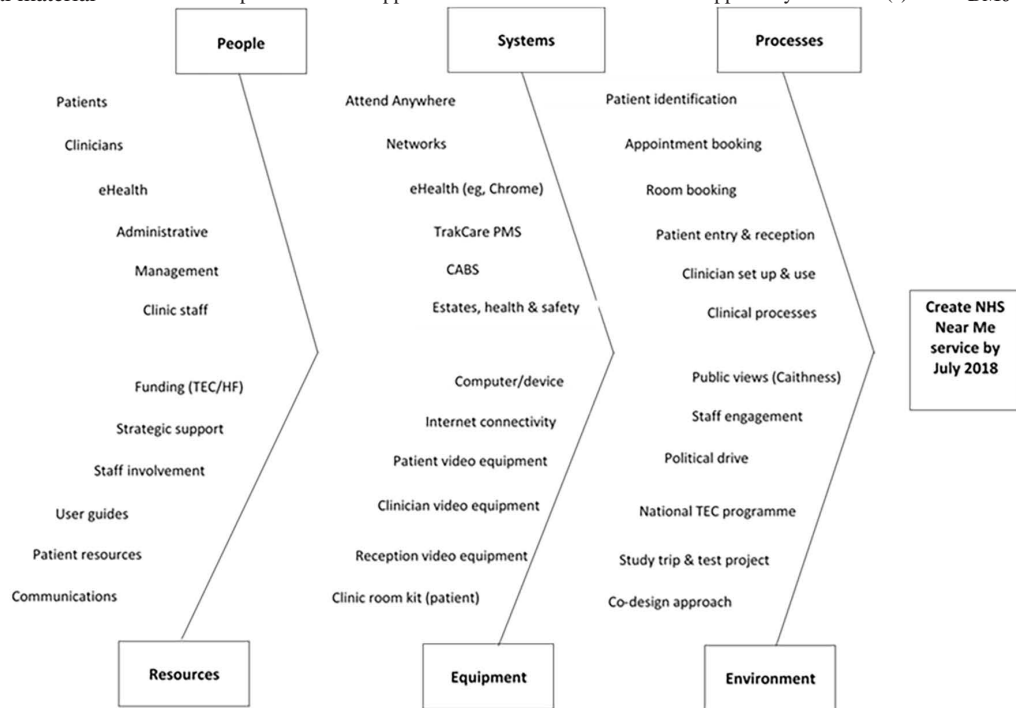 People
Systems
Processes
Patients
Attend Anywhere
Patient identification
Clinicians
Networks
Appointment booking
eHealth
eHealth (eg, Chrome)
Room booking
Administrative
TrakCare PMS
Patient entry & reception
Management
CABS
Clinician set up & use
Clinic staff
Estates, health & safety
Clinical processes
Create NHS
Near Me
service by
July 2018
Funding (TEC/HF)
Computer/device
Public views (Caithness)
Strategic support
Internet connectivity
Staff engagement
Staff involvement
Patient video equipment
Political drive
User guides
Clinician video equipment
National TEC programme
Patient resources
Reception video equipment
Study trip & test project
Communications
Clinic room kit (patient)
Co-design approach
Resources
Equipment
Environment